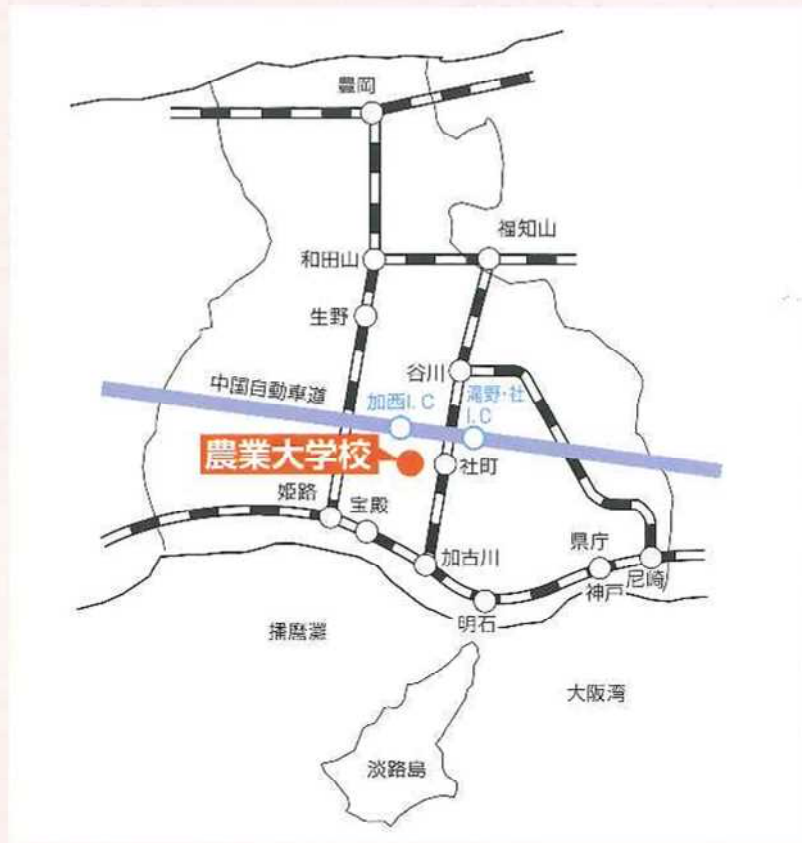 豊岡
福知山
和田山
生野
谷川
中国自動車道
加西I.C
滝野・社
I.C
農業大学校
社町
姫路
宝殿
加古川
県庁
神戸
尼崎
明石
播磨灘
大阪湾
淡路島